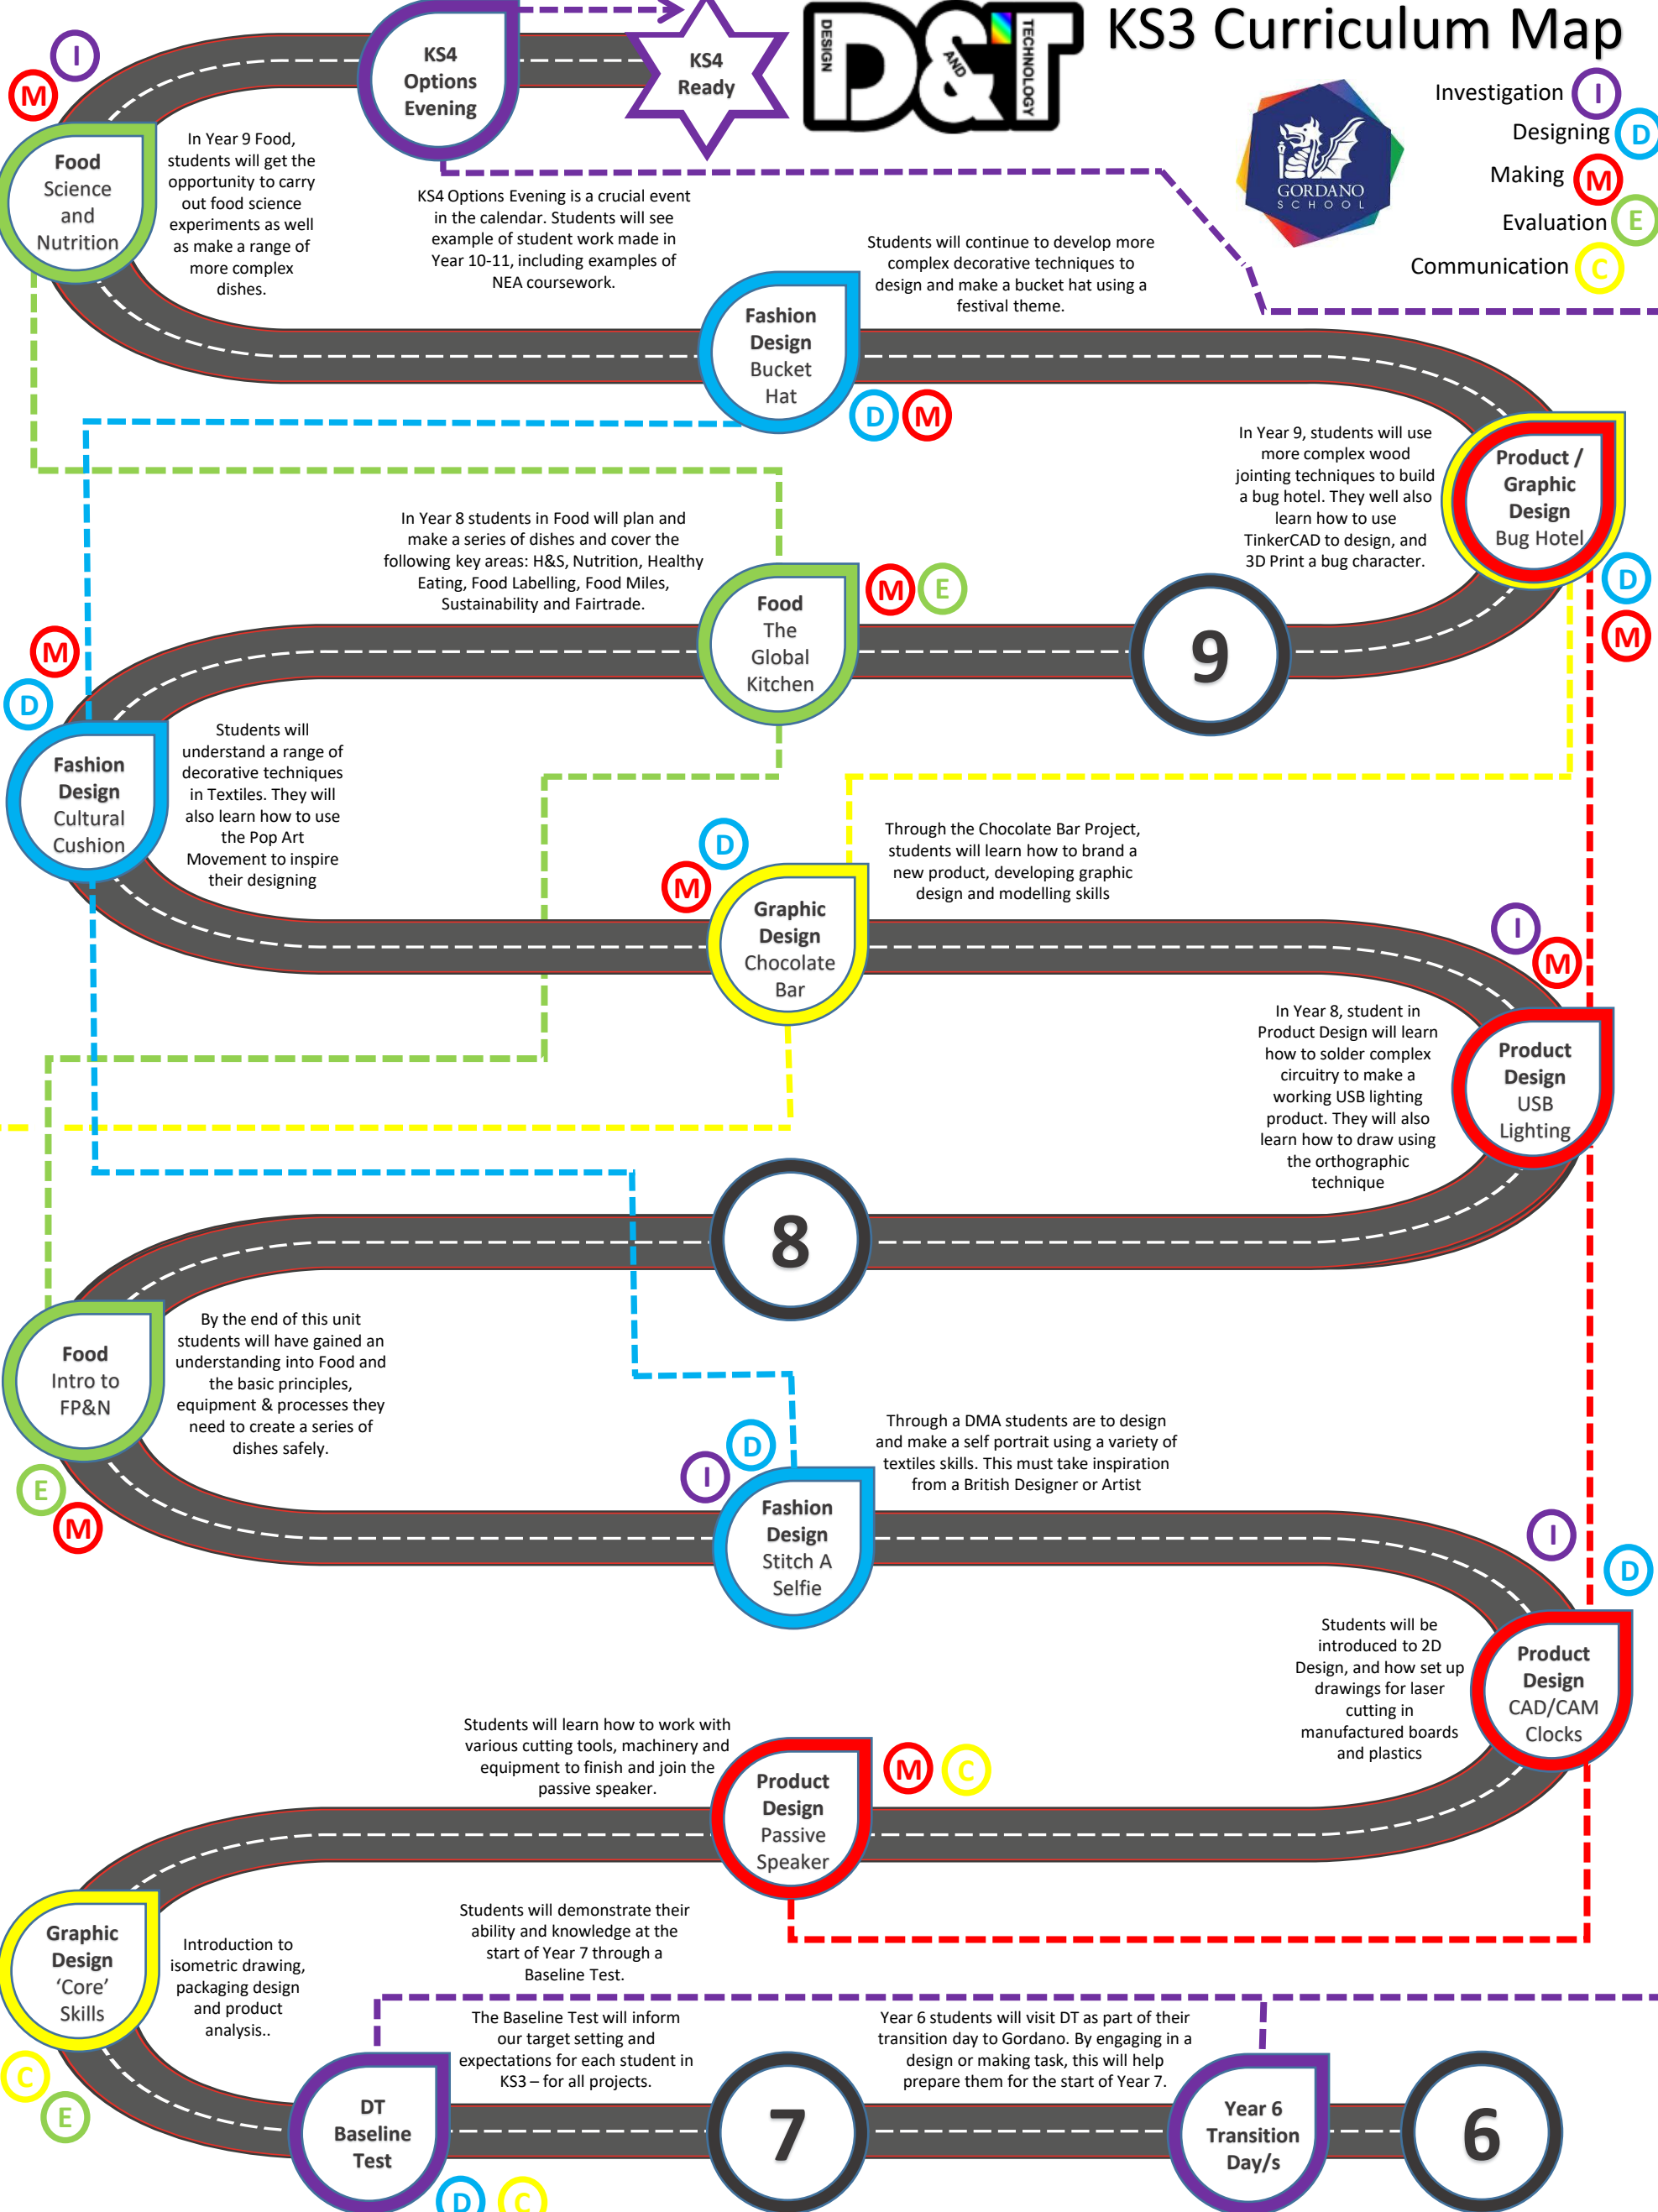 KS3 Curriculum Map
DESIGN
D&T
AND
TECHNOLOGY
GORDANO
SCHOOL
Investigation I
Designing D
Making M
Evaluation E
Communication C
KS4
Options
Evening
KS4
Ready
I
M
Food
Science
and
Nutrition
In Year 9 Food,
students will get the
opportunity to carry
out food science
experiments as well
as make a range of
more complex
dishes.
KS4 Options Evening is a crucial event
in the calendar. Students will see
example of student work made in
Year 10-11, including examples of
NEA coursework.
Students will continue to develop more
complex decorative techniques to
design and make a bucket hat using a
festival theme.
Fashion
Design
Bucket
Hat
D M
In Year 9, students will use
more complex wood
jointing techniques to build
a bug hotel. They well also
learn how to use
TinkerCAD to design, and
3D Print a bug character.
Product /
Graphic
Design
Bug Hotel
D
M
In Year 8 students in Food will plan and
make a series of dishes and cover the
following key areas: H&S, Nutrition, Healthy
Eating, Food Labelling, Food Miles,
Sustainability and Fairtrade.
Food
The
Global
Kitchen
M E
9
M
D
Fashion
Design
Cultural
Cushion
Students will
understand a range of
decorative techniques
in Textiles. They will
also learn how to use
the Pop Art
Movement to inspire
their designing
D
M
Graphic
Design
Chocolate
Bar
Through the Chocolate Bar Project,
students will learn how to brand a
new product, developing graphic
design and modelling skills
I
M
In Year 8, student in
Product Design will learn
how to solder complex
circuitry to make a
working USB lighting
product. They will also
learn how to draw using
the orthographic
technique
Product
Design
USB
Lighting
8
Food
Intro to
FP&N
By the end of this unit
students will have gained an
understanding into Food and
the basic principles,
equipment & processes they
need to create a series of
dishes safely.
E
M
D
I
Fashion
Design
Stitch A
Selfie
Through a DMA students are to design
and make a self portrait using a variety of
textiles skills. This must take inspiration
from a British Designer or Artist
I
D
Students will be
introduced to 2D
Design, and how set up
drawings for laser
cutting in
manufactured boards
and plastics
Product
Design
CAD/CAM
Clocks
Students will learn how to work with
various cutting tools, machinery and
equipment to finish and join the
passive speaker.
Product
Design
Passive
Speaker
M C
Graphic
Design
‘Core’
Skills
Introduction to
isometric drawing,
packaging design
and product
analysis..
C
E
Students will demonstrate their
ability and knowledge at the
start of Year 7 through a
Baseline Test.
The Baseline Test will inform
our target setting and
expectations for each student in
KS3 – for all projects.
Year 6 students will visit DT as part of their
transition day to Gordano. By engaging in a
design or making task, this will help
prepare them for the start of Year 7.
DT
Baseline
Test
D C
7
Year 6
Transition
Day/s
6